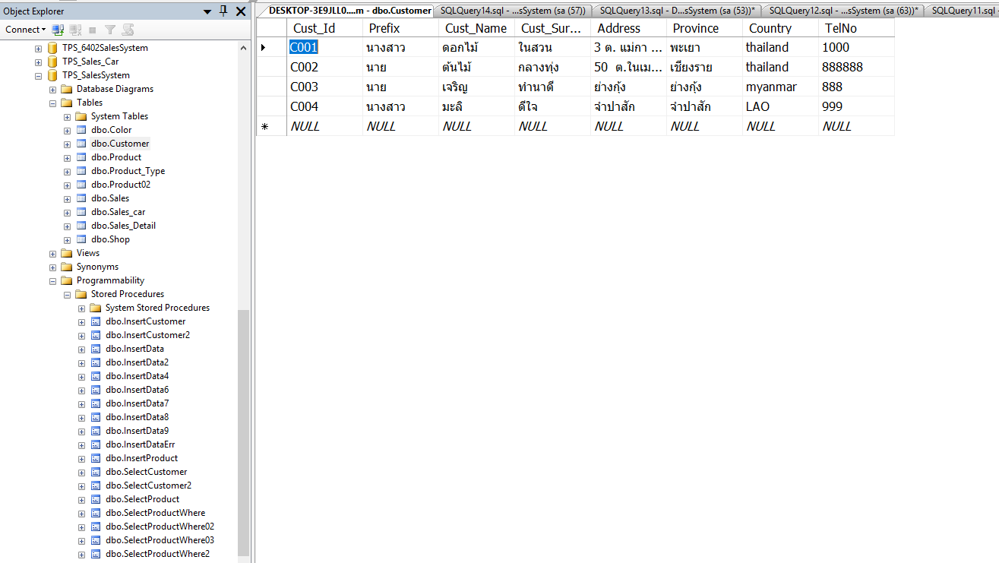 Object Explorer
Connect
TPS_6402SalesSystem
TPS_Sales_Car
TPS_SalesSystem
Database Diagrams
Tables
System Tables
dbo.Color
dbo.Customer
dbo.Product
dbo.Product_Type
dbo.Product02
dbo.Sales
dbo.Sales_car
dbo.Sales_Detail
dbo.Shop
Views
Synonyms
Programmability
Stored Procedures
System Stored Procedures
dbo.InsertCustomer
dbo.InsertCustomer2
dbo.InsertData
dbo.InsertData2
dbo.InsertData4
dbo.InsertData6
dbo.InsertData7
dbo.InsertData8
dbo.InsertData9
dbo.InsertDataErr
dbo.InsertProduct
dbo.SelectCustomer
dbo.SelectCustomer2
dbo.SelectProduct
dbo.SelectProductWhere
dbo.SelectProductWhere02
dbo.SelectProductWhere03
dbo.SelectProductWhere2
DESKTOP-3E9JLL0....m - dbo.Customer SQLQuery14.sql - ...sSystem (sa (57)) SQLQuery13.sql - D...sSystem (sa (53))* SQLQuery12.sql - ...sSystem (sa (63))* SQLQuery11.sql
Cust_Id Prefix Cust_Name Cust_Sur... Address Province Country TelNo
C001 นางสาว ดอกไม้ ในสวน 3 ต. แม่กา ... พะเยา thailand 1000
C002 นาย ต้นไม้ กลางทุ่ง 50 ต.ในเม... เชียงราย thailand 888888
C003 นาย เจริญ ทำนาดี ย่างกุ้ง ย่างกุ้ง myanmar 888
C004 นางสาว มะลิ ดีใจ จำปาสัก จำปาสัก LAO 999
NULL NULL NULL NULL NULL NULL NULL NULL